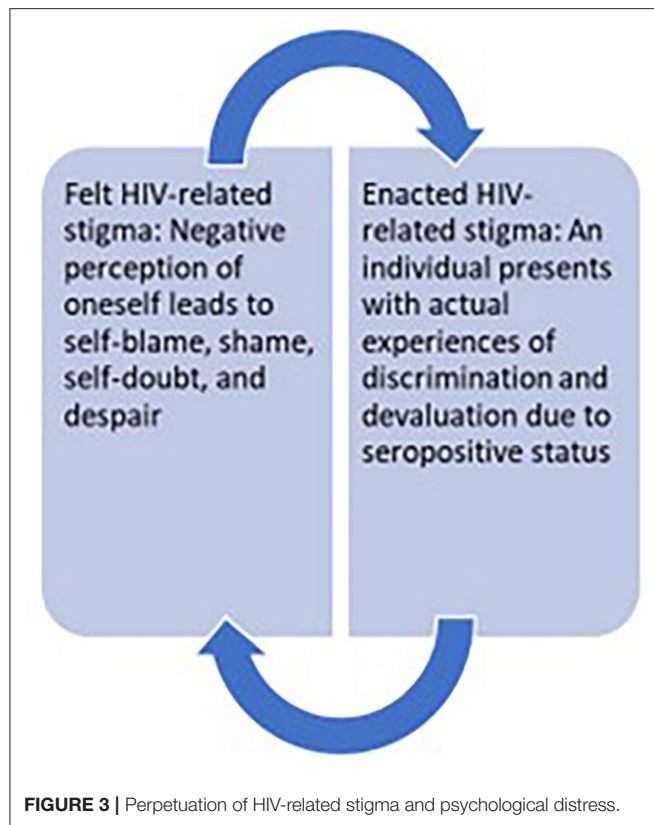 Felt HIV-related
stigma: Negative
perception of
oneself leads to
self-blame, shame,
self-doubt, and
despair
Enacted HIV-
related stigma: An
individual presents
with actual
experiences of
discrimination and
devaluation due to
seropositive status
FIGURE 3 | Perpetuation of HIV-related stigma and psychological distress.